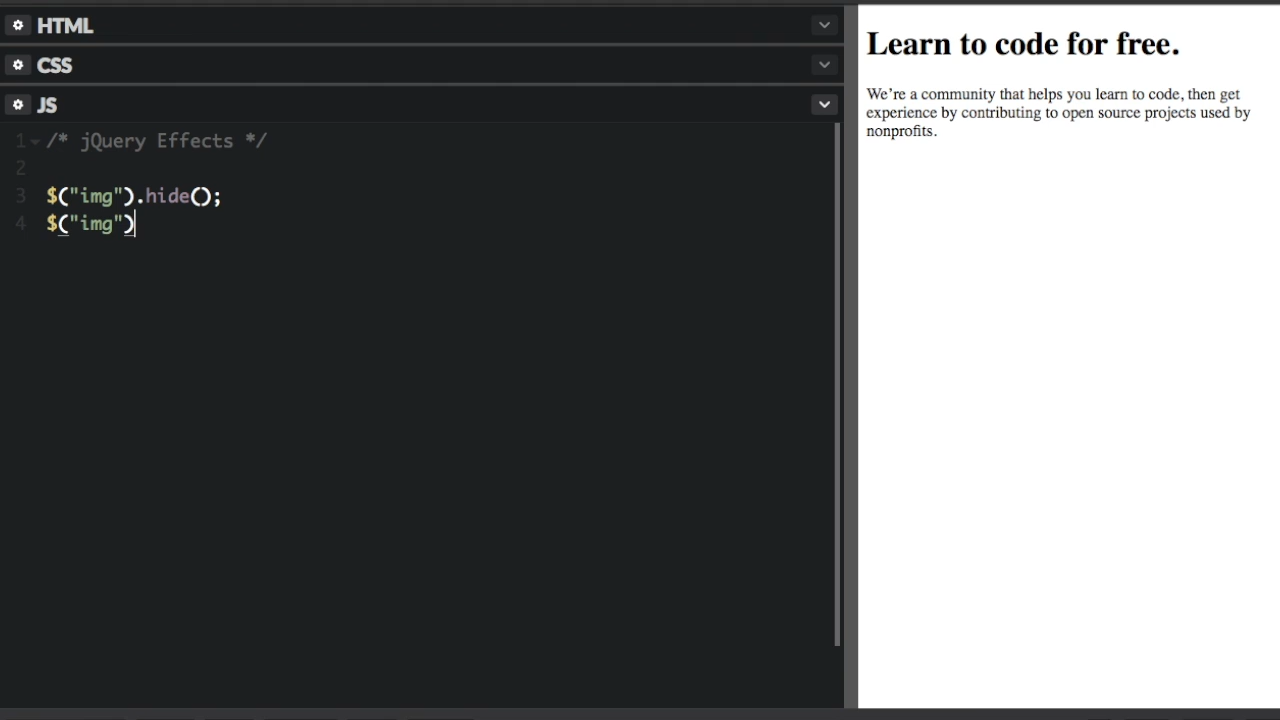 HTML
CSS
JS
1 /* jQuery Effects */
2
3 $("img").hide();
4 $("img")
Learn to code for free.
We’re a community that helps you learn to code, then get
experience by contributing to open source projects used by
nonprofits.